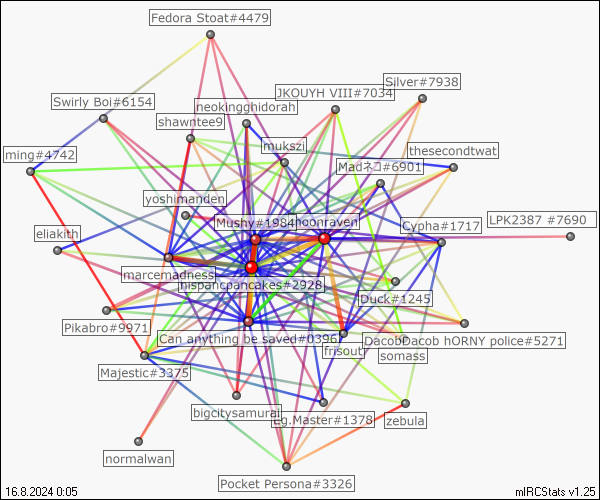 Fedora Stoat#4479
Silver#7938
JKOUYH VIII#7034
Swirly Boi#6154
neokingghidorah
shawntee9
mukszi
thesecondtwat
ming#4742
Madネコ#6901
yoshimanden
Mushy#1984
moonraven
LPK2387 #7690
Cypha#1717
eliakith
marcemadness
hispanicpancakes#2928
Duck#1245
Pikabro#9971
Can anything be saved#0396
DacobDacob hORNY police#5271
frisoutr
somass
Majestic#3375
bigcitysamurai
Eg.Master#1378
zebula
normalwan
Pocket Persona#3326
16.8.2024 0:05
mIRCStats v1.25